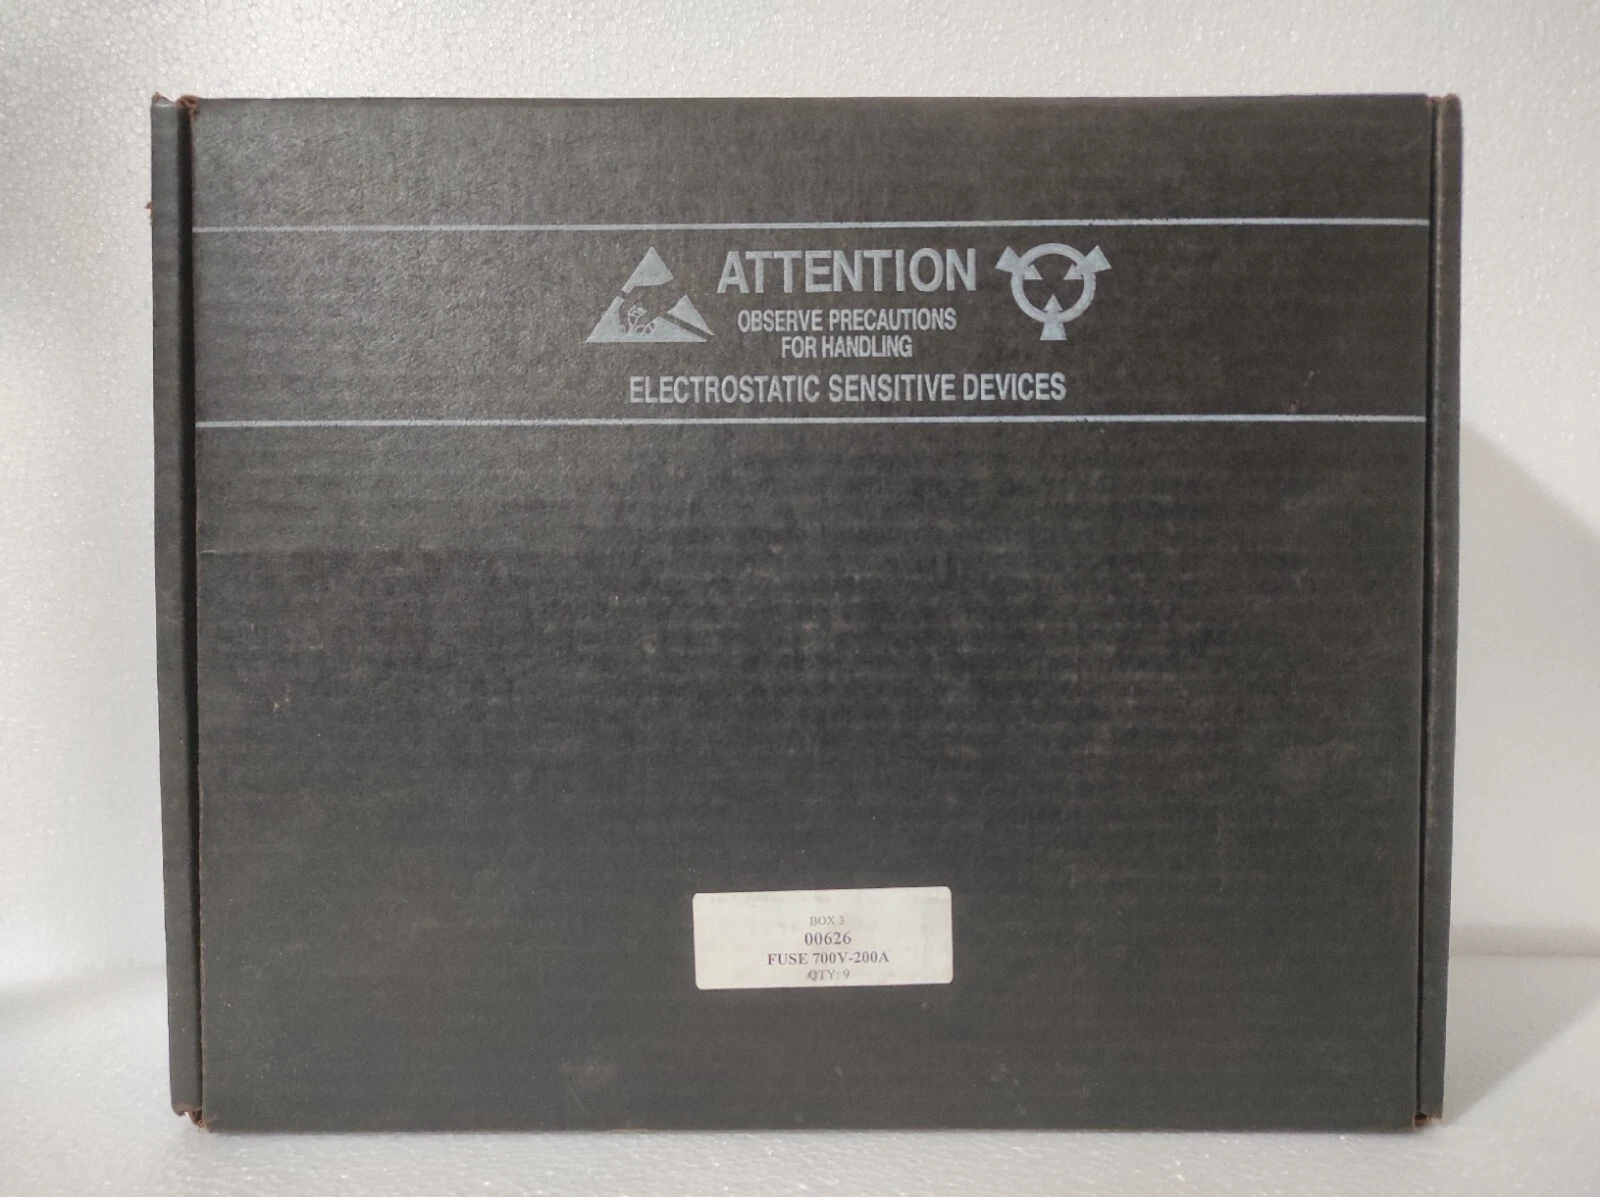 ATTENTION
OBSERVE PRECAUTIONS
FOR HANDLING
ELECTROSTATIC SENSITIVE DEVICES
BOX 3
00626
FUSE 700V-200A
QTY: 9